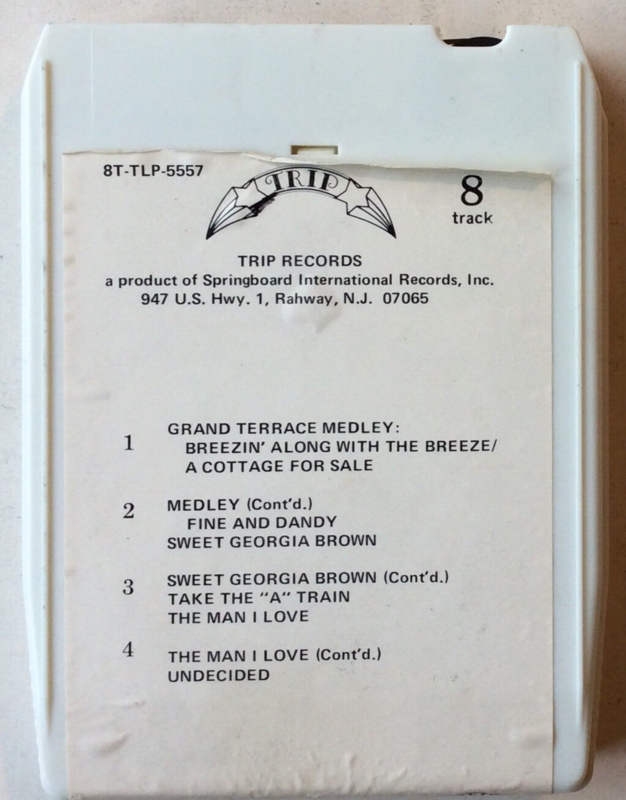 8T-TLP-5557
TRIP
8
track
TRIP RECORDS
a product of Springboard International Records, Inc.
947 U.S. Hwy. 1, Rahway, N.J. 07065
1 GRAND TERRACE MEDLEY:
BREEZIN' ALONG WITH THE BREEZE/
A COTTAGE FOR SALE
2 MEDLEY (Cont'd.)
FINE AND DANDY
SWEET GEORGIA BROWN
3 SWEET GEORGIA BROWN (Cont'd.)
TAKE THE "A" TRAIN
THE MAN I LOVE
4 THE MAN I LOVE (Cont'd.)
UNDECIDED